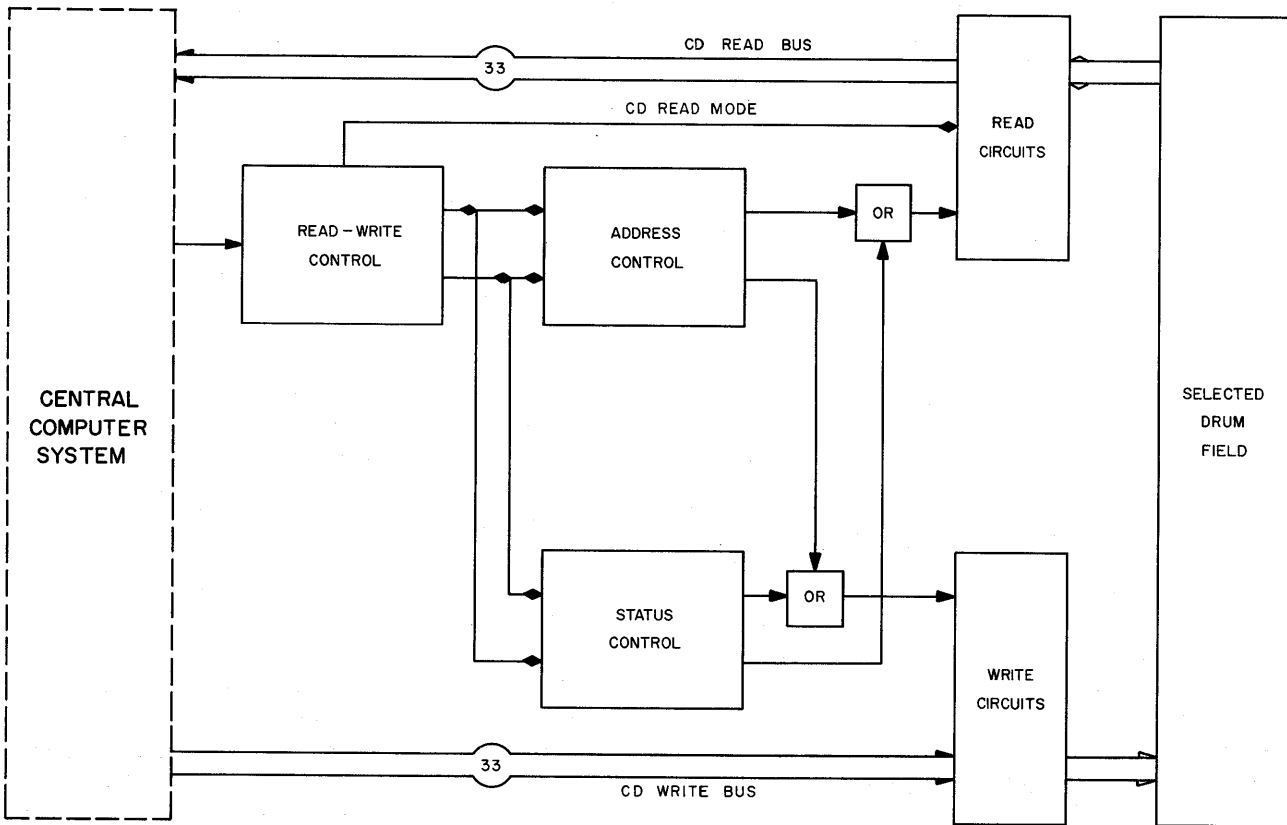 CD READ BUS
33
CD READ MODE
READ
CIRCUITS
READ-WRITE
CONTROL
ADDRESS
CONTROL
OR
CENTRAL
COMPUTER
SYSTEM
SELECTED
DRUM
FIELD
STATUS
CONTROL
OR
WRITE
CIRCUITS
33
CD WRITE BUS